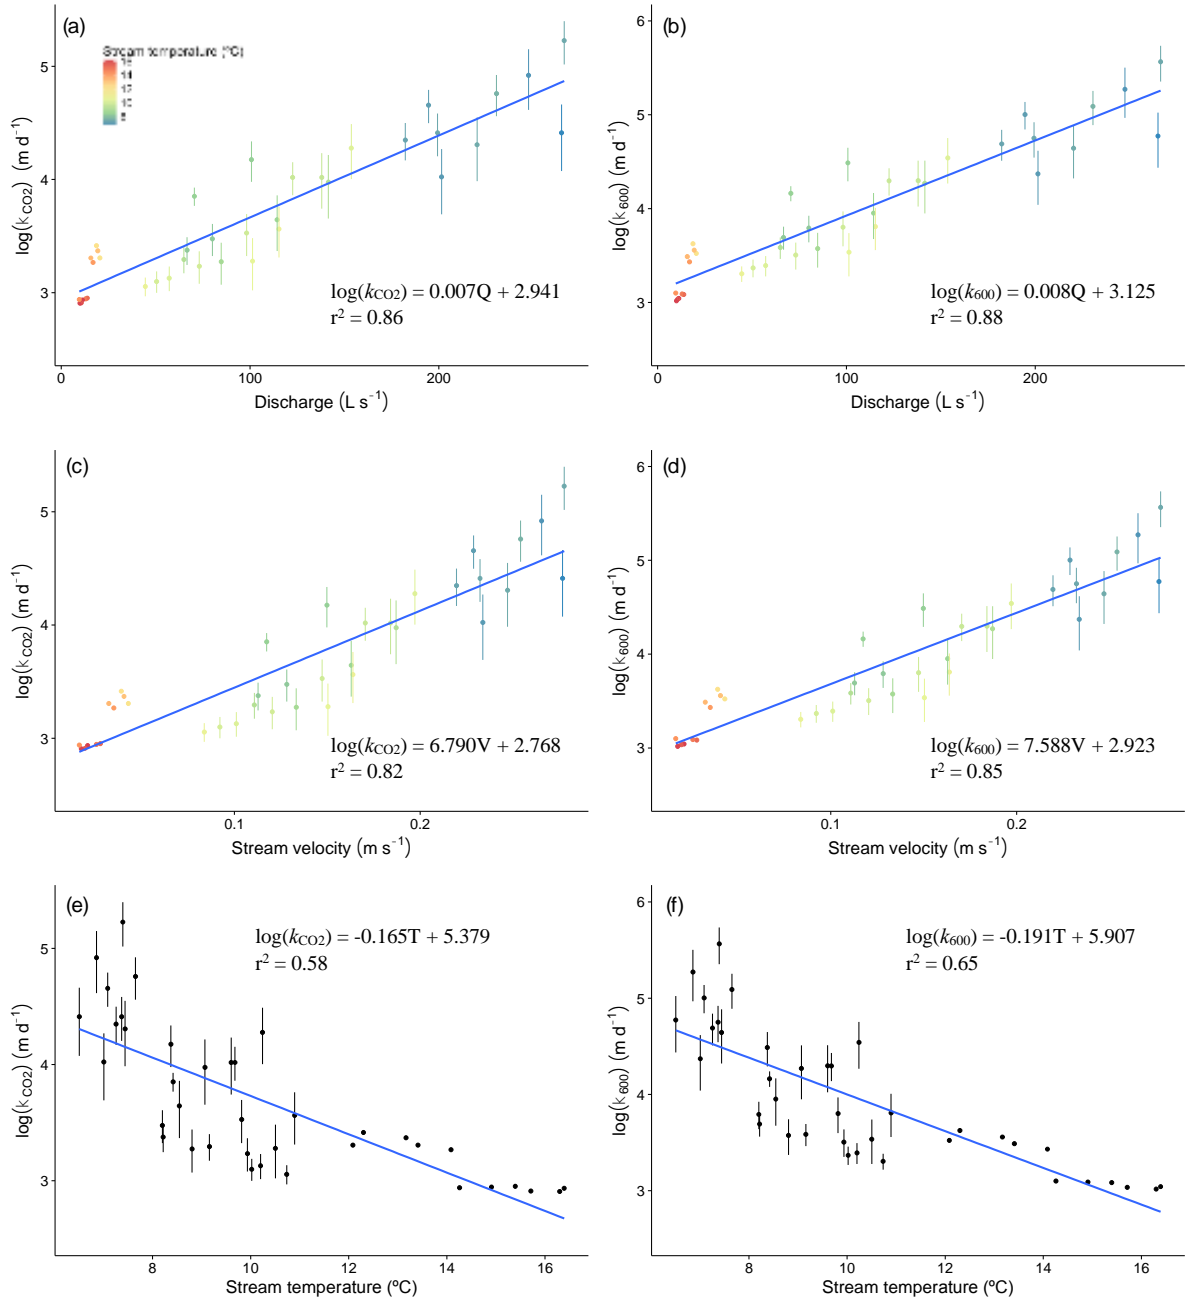 (a)
Stream temperature (ºC)
16
14
12
10
8
5
4
3
log(kCO2) (m d⁻¹)
log(kCO2) = 0.007Q + 2.941
r² = 0.86
0 100 200
Discharge (L s⁻¹)
(b)
6
5
4
3
log(k600) (m d⁻¹)
log(k600) = 0.008Q + 3.125
r² = 0.88
0 100 200
Discharge (L s⁻¹)
(c)
5
4
3
log(kCO2) (m d⁻¹)
log(kCO2) = 6.790V + 2.768
r² = 0.82
0.1 0.2
Stream velocity (m s⁻¹)
(d)
6
5
4
3
log(k600) (m d⁻¹)
log(k600) = 7.588V + 2.923
r² = 0.85
0.1 0.2
Stream velocity (m s⁻¹)
(e)
5
4
3
log(kCO2) (m d⁻¹)
log(kCO2) = -0.165T + 5.379
r² = 0.58
8 10 12 14 16
Stream temperature (ºC)
(f)
6
5
4
3
log(k600) (m d⁻¹)
log(k600) = -0.191T + 5.907
r² = 0.65
8 10 12 14 16
Stream temperature (ºC)